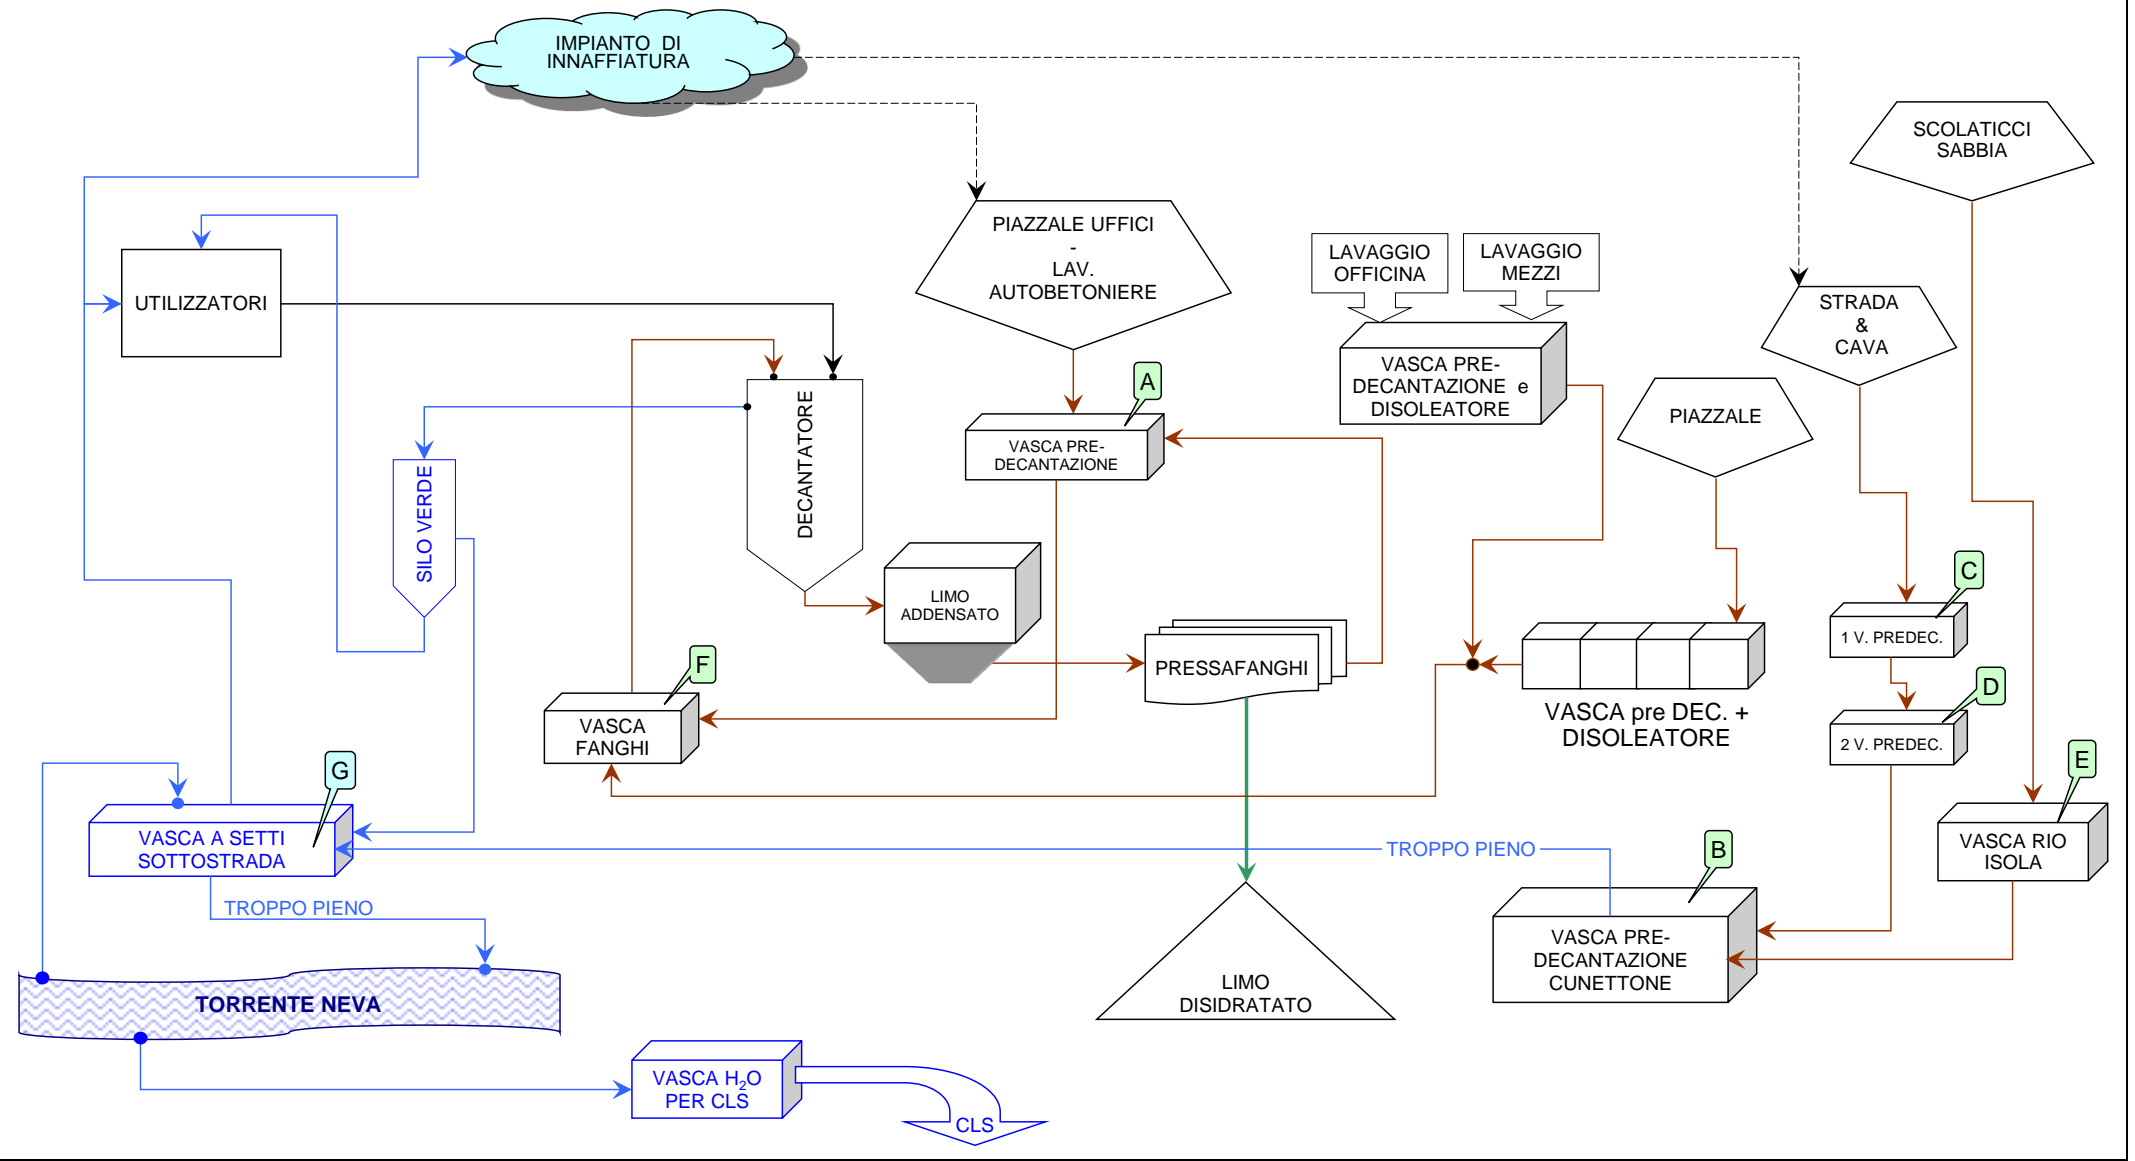 IMPIANTO DI
INNAFFIATURA
SCOLATICCI
SABBIA
PIAZZALE UFFICI
-
LAV.
AUTOBETONIERE
LAVAGGIO
OFFICINA
LAVAGGIO
MEZZI
UTILIZZATORI
STRADA
&
CAVA
VASCA PRE-
DECANTAZIONE e
DISOLEATORE
A
PIAZZALE
VASCA PRE-
DECANTAZIONE
DECANTATORE
SILO VERDE
C
LIMO
ADDENSATO
1 V. PREDEC.
F
PRESSAFANGHI
D
VASCA
FANGHI
VASCA pre DEC. +
DISOLEATORE
2 V. PREDEC.
G
E
VASCA A SETTI
SOTTOSTRADA
TROPPO PIENO
B
VASCA RIO
ISOLA
TROPPO PIENO
VASCA PRE-
DECANTAZIONE
CUNETTONE
LIMO
DISIDRATATO
TORRENTE NEVA
VASCA H₂O
PER CLS
CLS